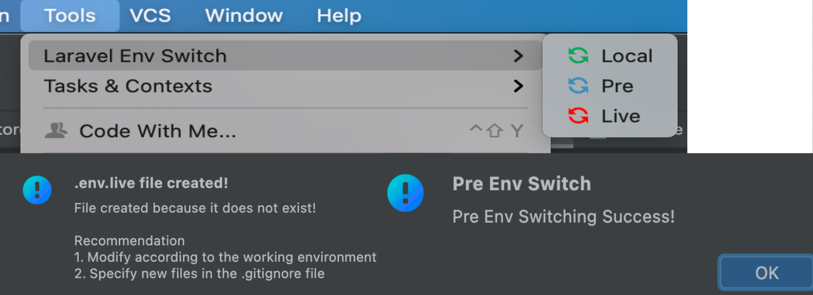 Tools VCS Window Help
Laravel Env Switch
Local
Tasks & Contexts
Pre
Live
Code With Me... ^⇧ Y
.env.live file created!
File created because it does not exist!
Recommendation
1. Modify according to the working environment
2. Specify new files in the .gitignore file
Pre Env Switch
Pre Env Switching Success!
OK